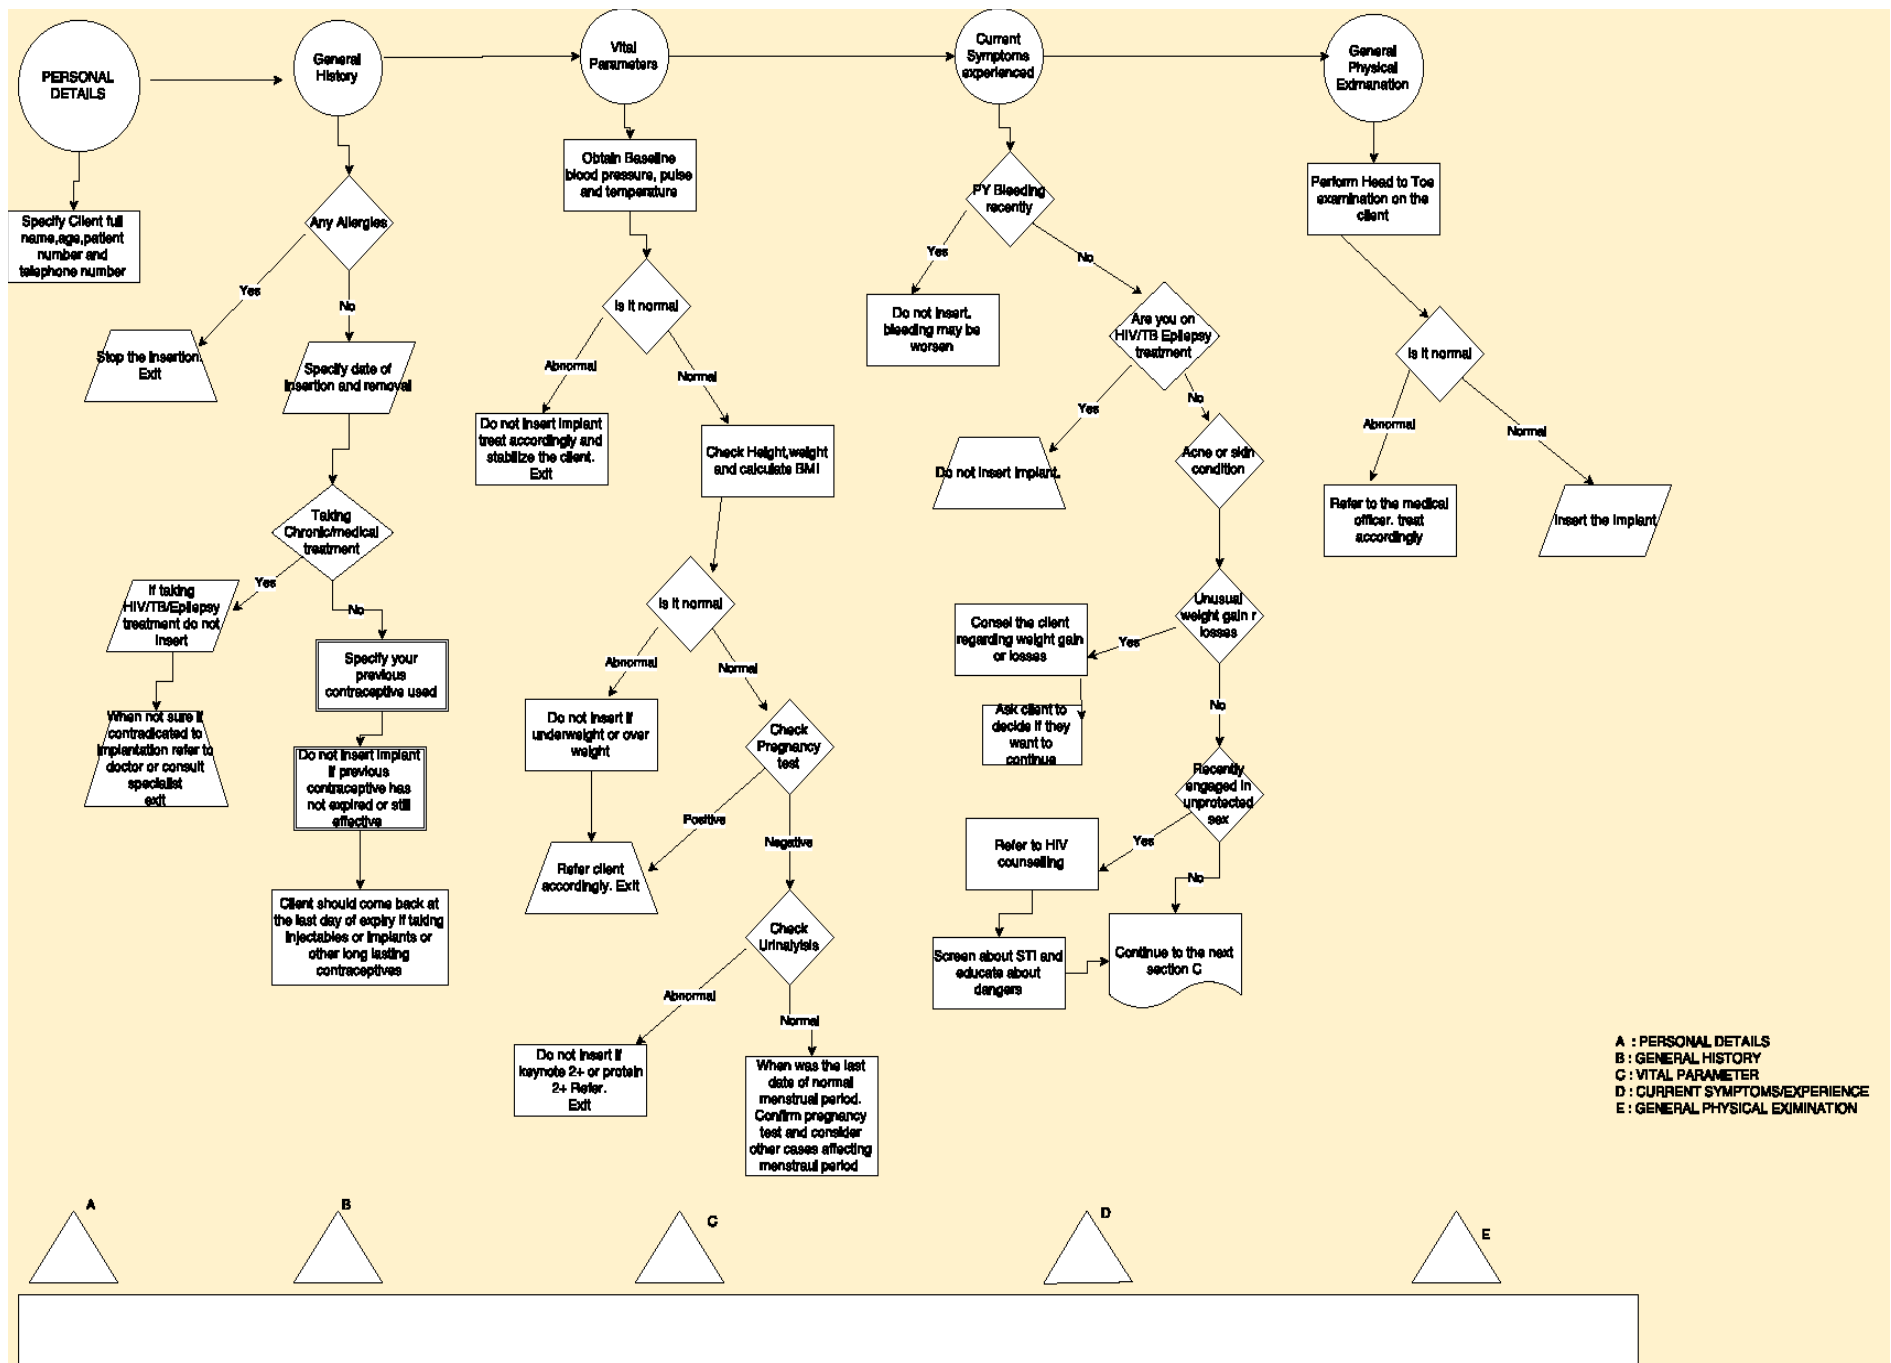 PERSONAL
DETAILS
Specify Client full
name,age,patient
number and
telephone number
General
History
Any Allergies
Yes
No
Stop the insertion.
Exit
Specify date of
insertion and removal
Taking
Chronic/medical
treatment
Yes
No
If taking
HIV/TB/Epilepsy
treatment do not
insert
When not sure if
contradicated to
implantation refer to
doctor or consult
specialist
exit
Specify your
previous
contraceptive used
Do not insert implant
if previous
contraceptive has
not expired or still
effective
Client should come back at
the last day of expiry if taking
injectables or implants or
other long lasting
contraceptives
Vital
Parameters
Obtain Baseline
blood pressure, pulse
and temperature
Is it normal
Abnormal
Normal
Do not insert implant
treat accordingly and
stabilize the client.
Exit
Check Height,weight
and calculate BMI
Is it normal
Abnormal
Normal
Do not insert if
underweight or over
weight
Check
Pregnancy
test
Positive
Negative
Refer client
accordingly. Exit
Check
Urinalyisis
Abnormal
Normal
Do not insert if
keynote 2+ or protein
2+ Refer.
Exit
When was the last
date of normal
menstrual period.
Confirm pregnancy
test and consider
other cases affecting
menstraul period
Current
Symptoms
experienced
PY Bleeding
recently
Yes
No
Do not insert.
bleeding may be
worsen
Are you on
HIV/TB Epilepsy
treatment
Yes
No
Do not insert implant.
Acne or skin
condition
Unusual
weight gain r
losses
Yes
No
Consel the client
regarding weight gain
or losses
Ask client to
decide if they
want to
continue
Recently
engaged in
unprotected
sex
Yes
No
Refer to HIV
counselling
Screen about STI and
educate about
dangers
Continue to the next
section C
General
Physical
Eximanation
Perform Head to Toe
examination on the
client
Is it normal
Abnormal
Normal
Refer to the medical
officer. treat
accordingly
Insert the implant
A : PERSONAL DETAILS
B : GENERAL HISTORY
C : VITAL PARAMETER
D : CURRENT SYMPTOMS/EXPERIENCE
E : GENERAL PHYSICAL EXIMINATION
A
B
C
D
E